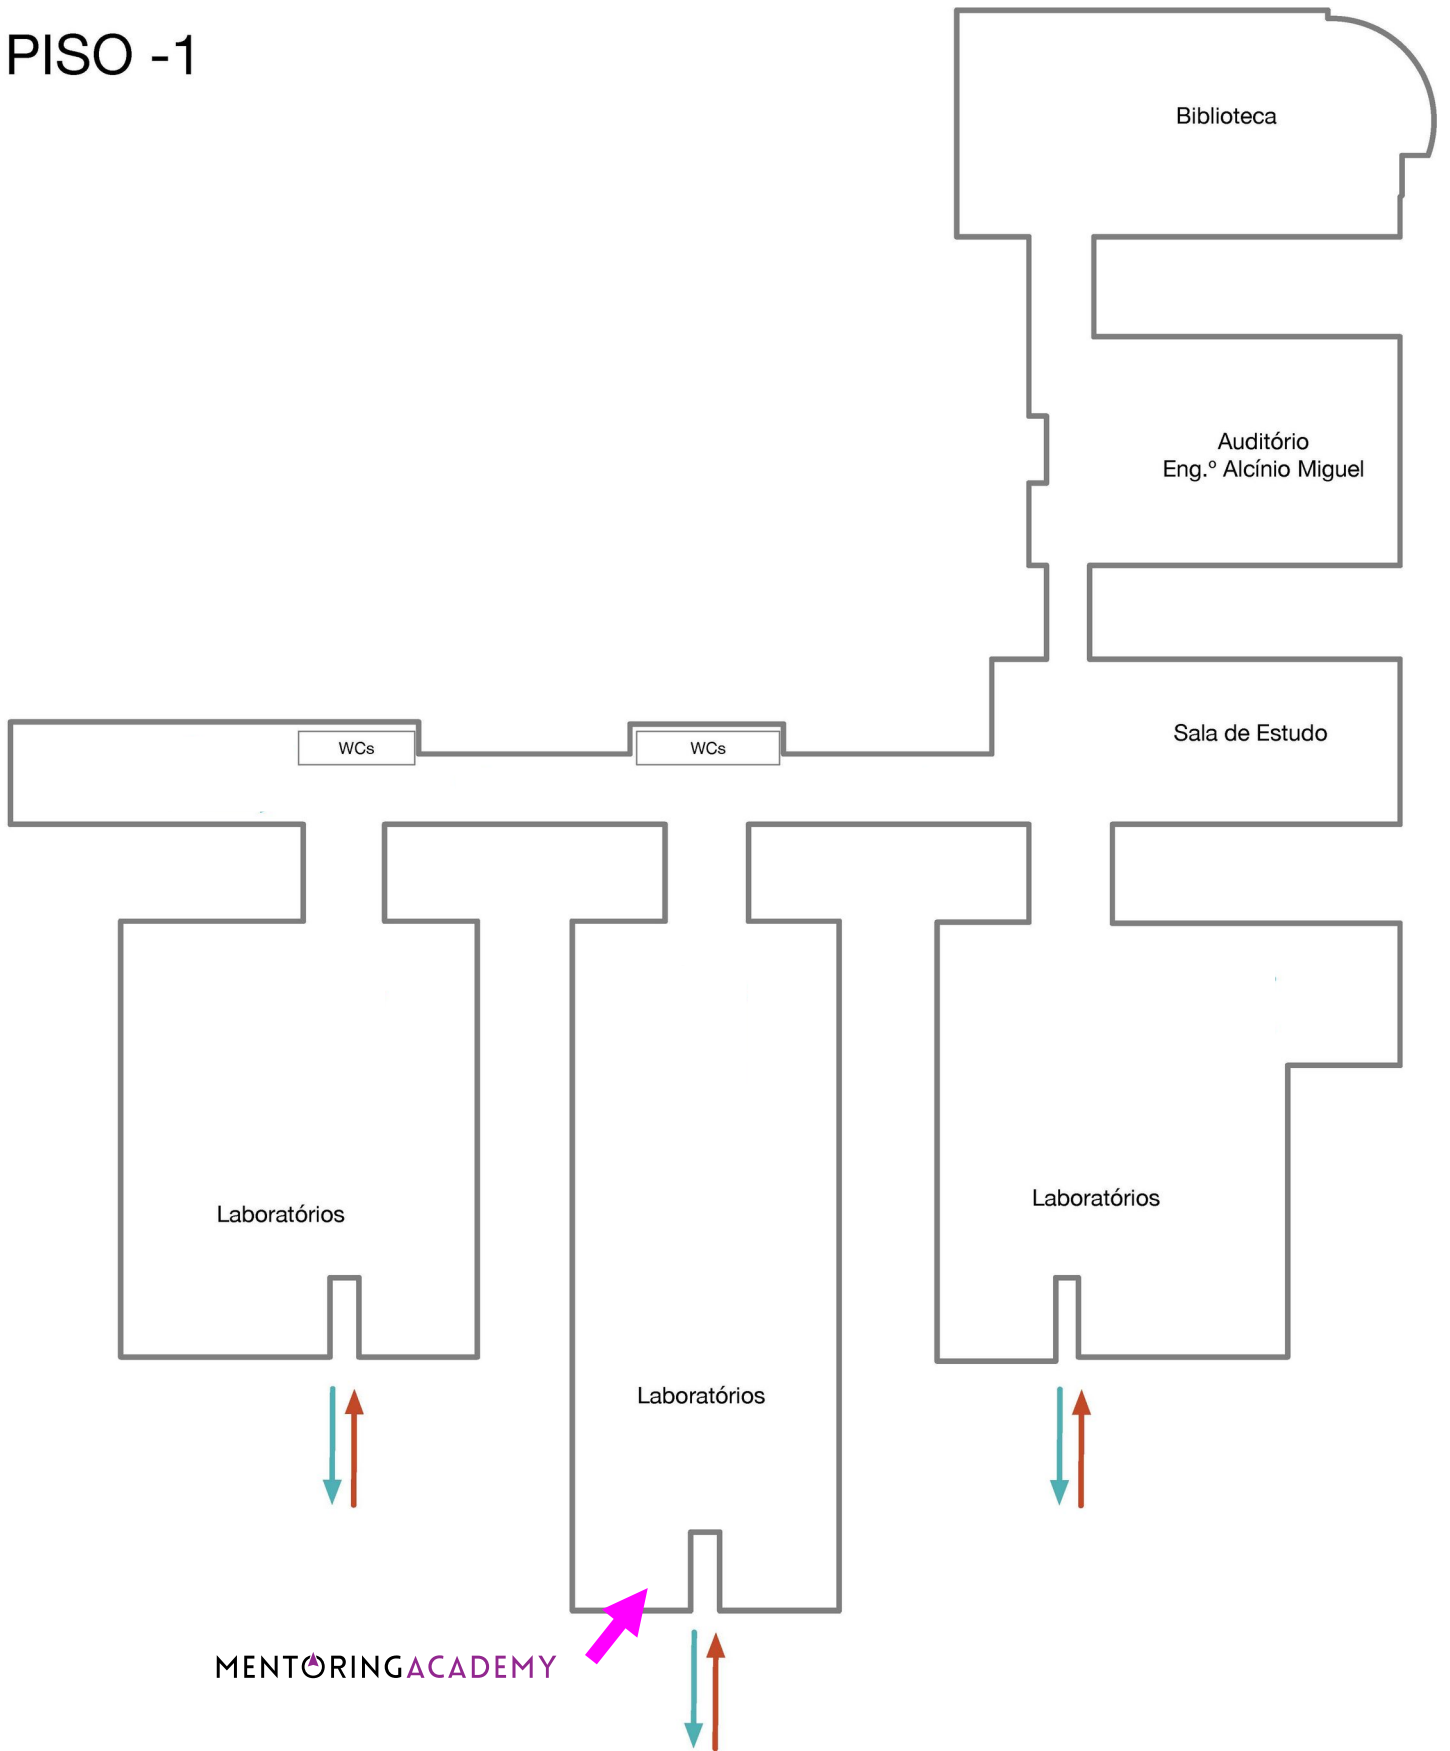 PISO -1
Biblioteca
Auditório
Eng.º Alcínio Miguel
Sala de Estudo
WCs
WCs
Laboratórios
Laboratórios
Laboratórios
MENTORINGACADEMY